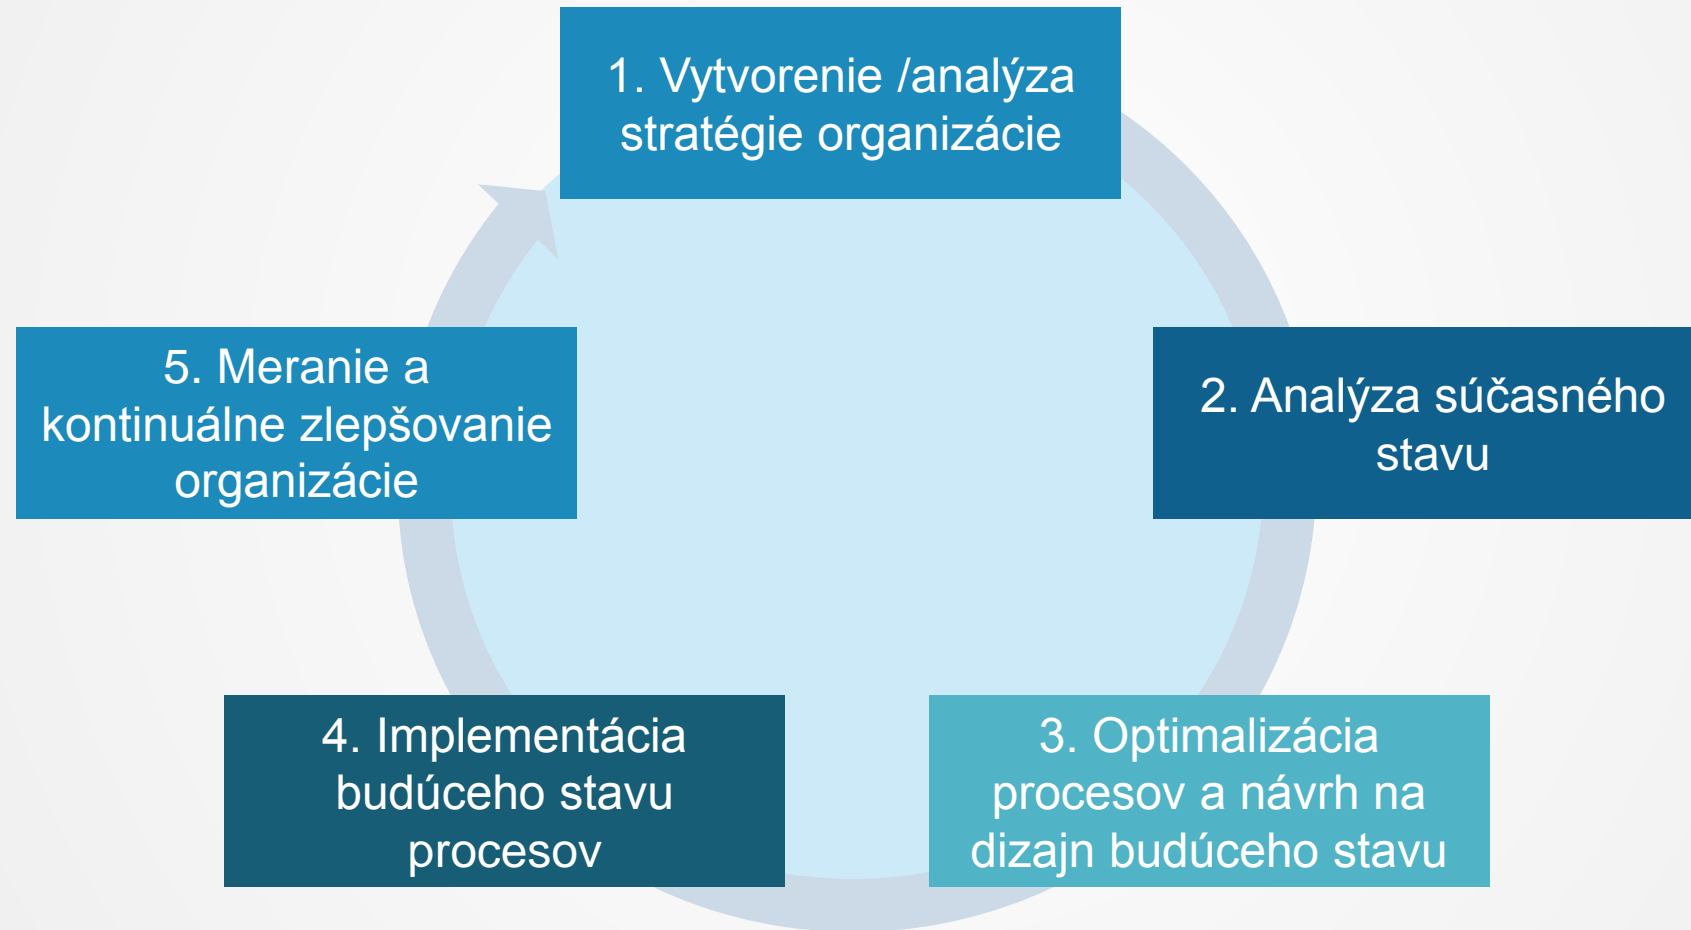 1. Vytvorenie /analýza
stratégie organizácie
2. Analýza súčasného
stavu
3. Optimalizácia
procesov a návrh na
dizajn budúceho stavu
4. Implementácia
budúceho stavu
procesov
5. Meranie a
kontinuálne zlepšovanie
organizácie